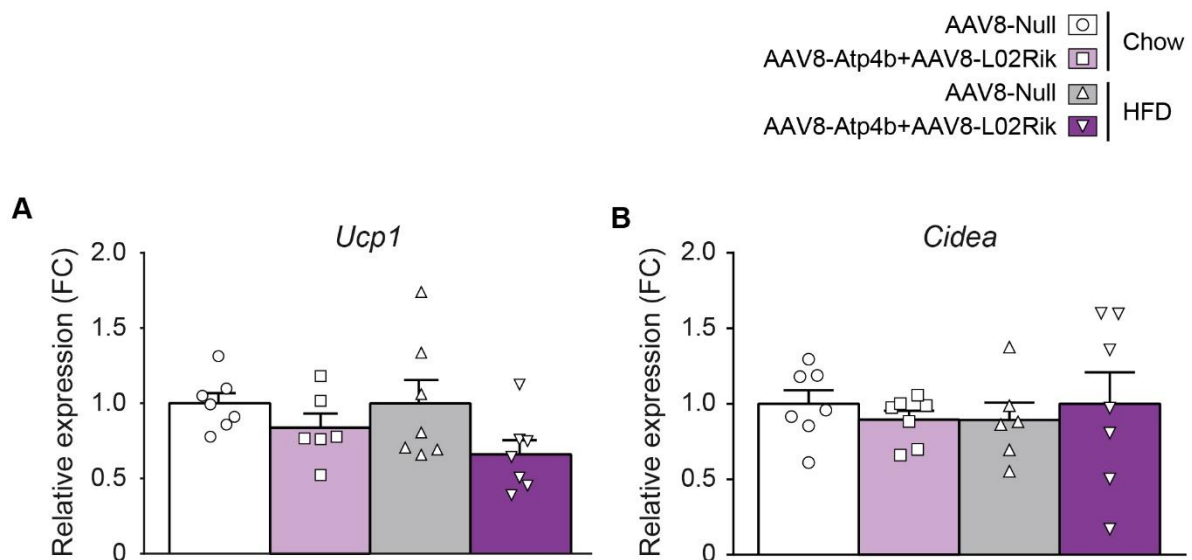 AAV8-Null
AAV8-Atp4b+AAV8-L02Rik
Chow
AAV8-Null
AAV8-Atp4b+AAV8-L02Rik
HFD
A
Ucp1
Relative expression (FC)
2.0
1.5
1.0
0.5
0
B
Cidea
Relative expression (FC)
2.0
1.5
1.0
0.5
0